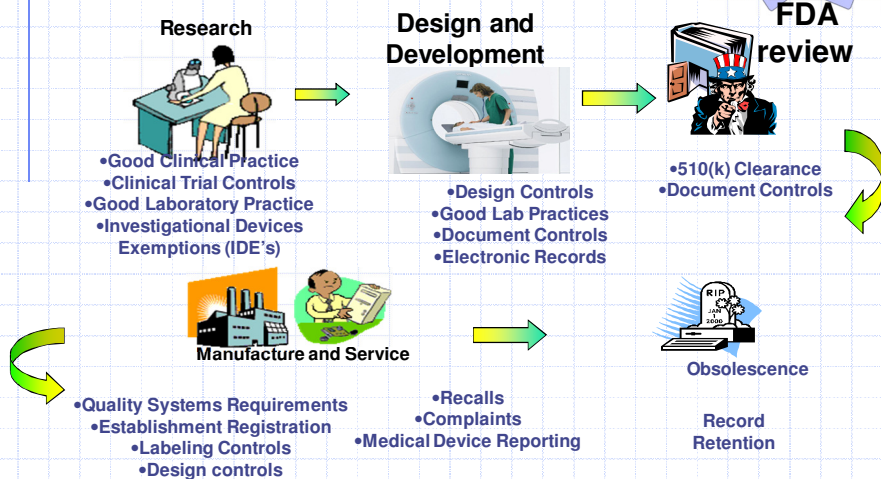 Research
•Good Clinical Practice
•Clinical Trial Controls
•Good Laboratory Practice
•Investigational Devices
Exemptions (IDE's)
Design and
Development
•Design Controls
•Good Lab Practices
•Document Controls
•Electronic Records
FDA
review
•510(k) Clearance
•Document Controls
Manufacture and Service
•Quality Systems Requirements
•Establishment Registration
•Labeling Controls
•Design controls
•Recalls
•Complaints
•Medical Device Reporting
RIP
JAN
2000
Obsolescence
Record
Retention